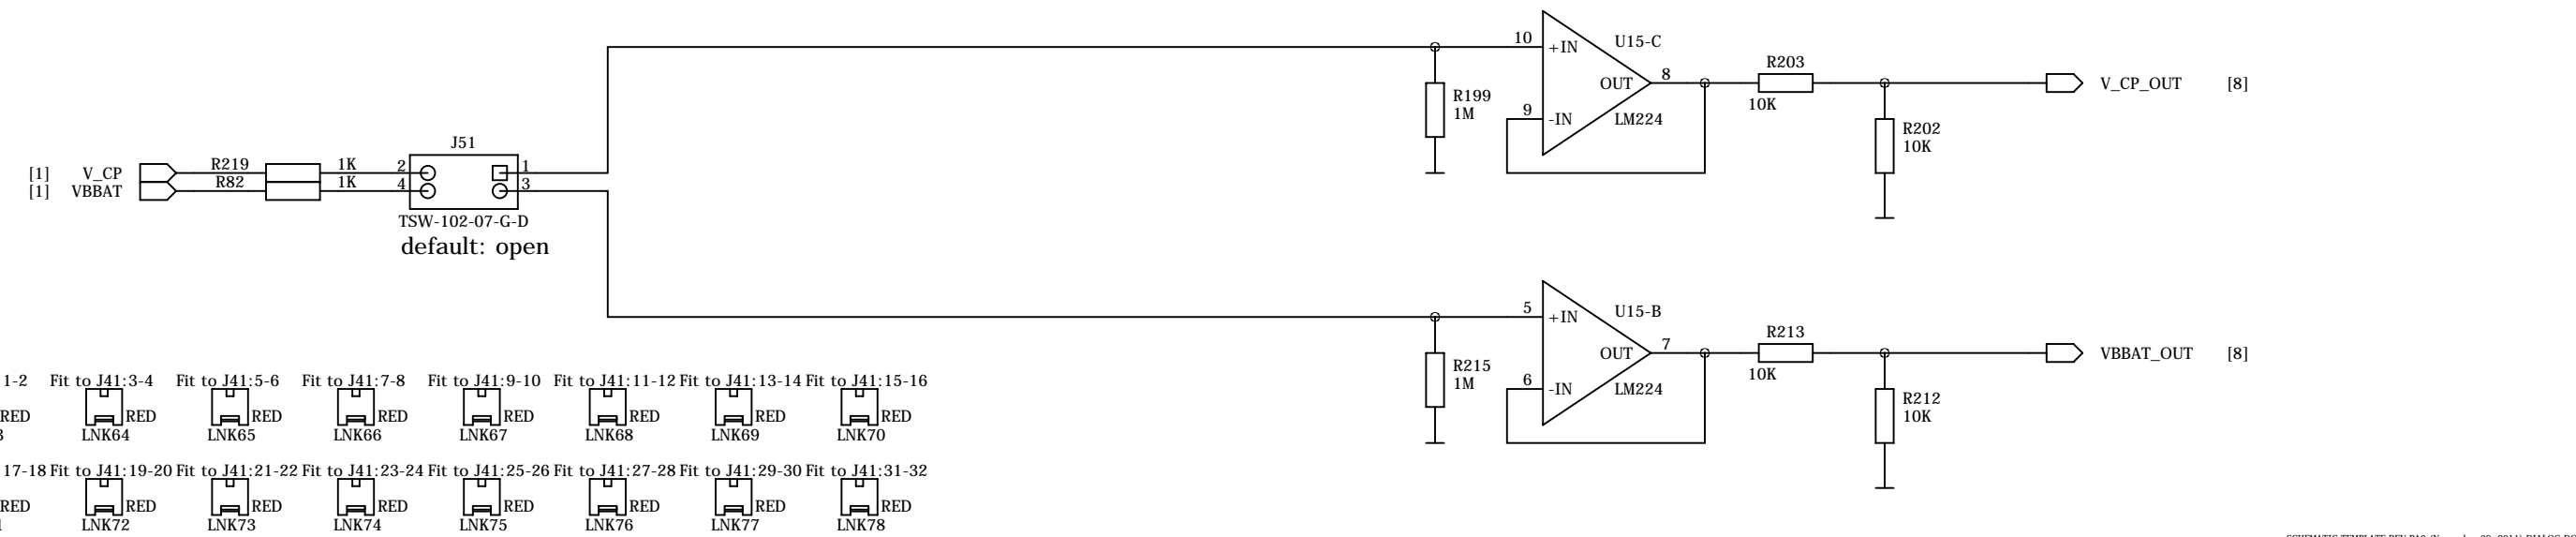 [1] V_CP
[1] VBBAT
R219 1K
R82 1K
J51
2 1
4 3
TSW-102-07-G-D
default: open
R199
1M
10 +IN
9 -IN
U15-C
OUT 8
LM224
R203
10K
R202
10K
V_CP_OUT [8]
R215
1M
5 +IN
6 -IN
U15-B
OUT 7
LM224
R213
10K
R212
10K
VBBAT_OUT [8]
1-2 Fit to J41:3-4 Fit to J41:5-6 Fit to J41:7-8 Fit to J41:9-10 Fit to J41:11-12 Fit to J41:13-14 Fit to J41:15-16
RED RED RED RED RED RED RED RED
LNK64 LNK65 LNK66 LNK67 LNK68 LNK69 LNK70
17-18 Fit to J41:19-20 Fit to J41:21-22 Fit to J41:23-24 Fit to J41:25-26 Fit to J41:27-28 Fit to J41:29-30 Fit to J41:31-32
RED RED RED RED RED RED RED RED
LNK72 LNK73 LNK74 LNK75 LNK76 LNK77 LNK78